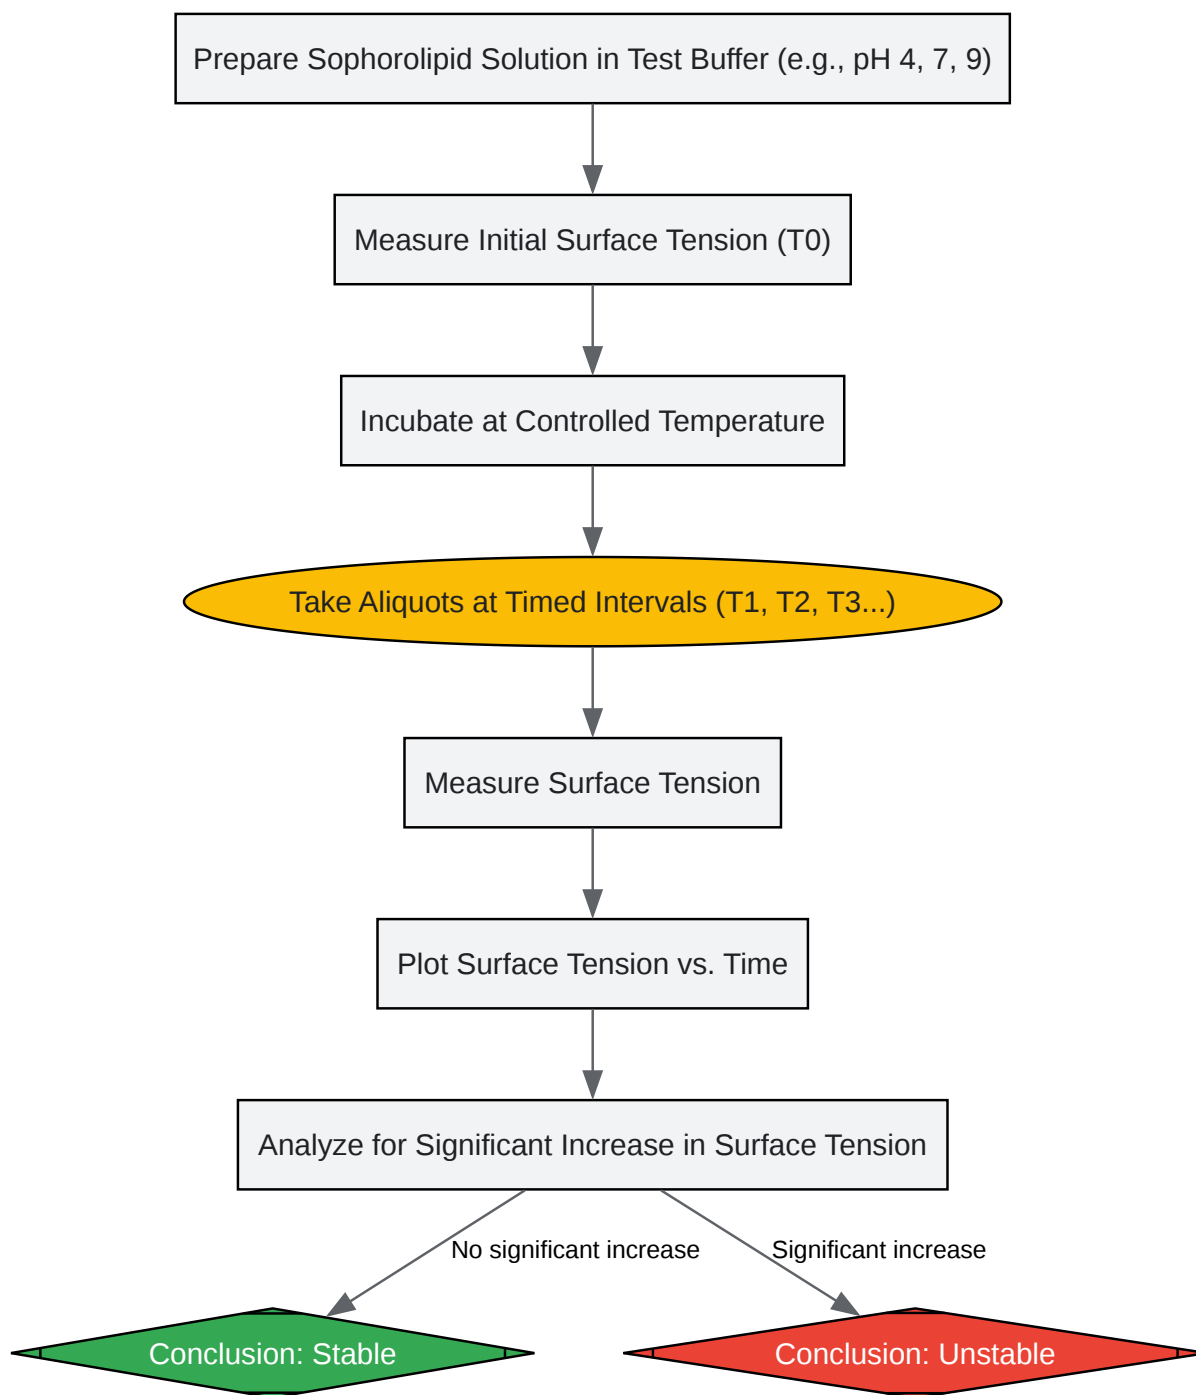 Prepare Sophorolipid Solution in Test Buffer (e.g., pH 4, 7, 9)
Measure Initial Surface Tension (T0)
Incubate at Controlled Temperature
Take Aliquots at Timed Intervals (T1, T2, T3...)
Measure Surface Tension
Plot Surface Tension vs. Time
Analyze for Significant Increase in Surface Tension
No significant increase
Significant increase
Conclusion: Stable
Conclusion: Unstable